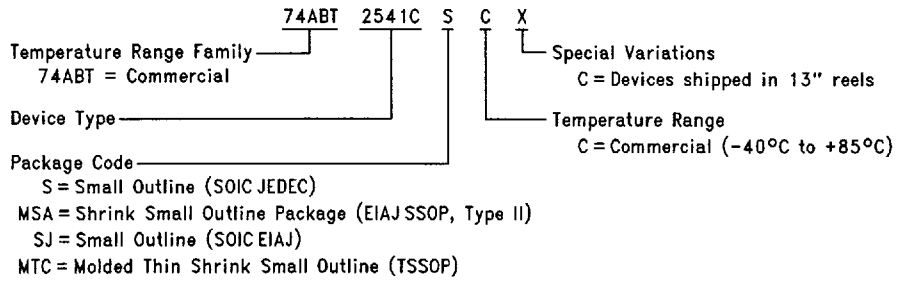 74ABT 2541C S C X
Temperature Range Family
74ABT = Commercial
Device Type
Package Code
S = Small Outline (SOIC JEDEC)
MSA = Shrink Small Outline Package (EIAJ SSOP, Type II)
SJ = Small Outline (SOIC EIAJ)
MTC = Molded Thin Shrink Small Outline (TSSOP)
Special Variations
C = Devices shipped in 13" reels
Temperature Range
C = Commercial (-40°C to +85°C)